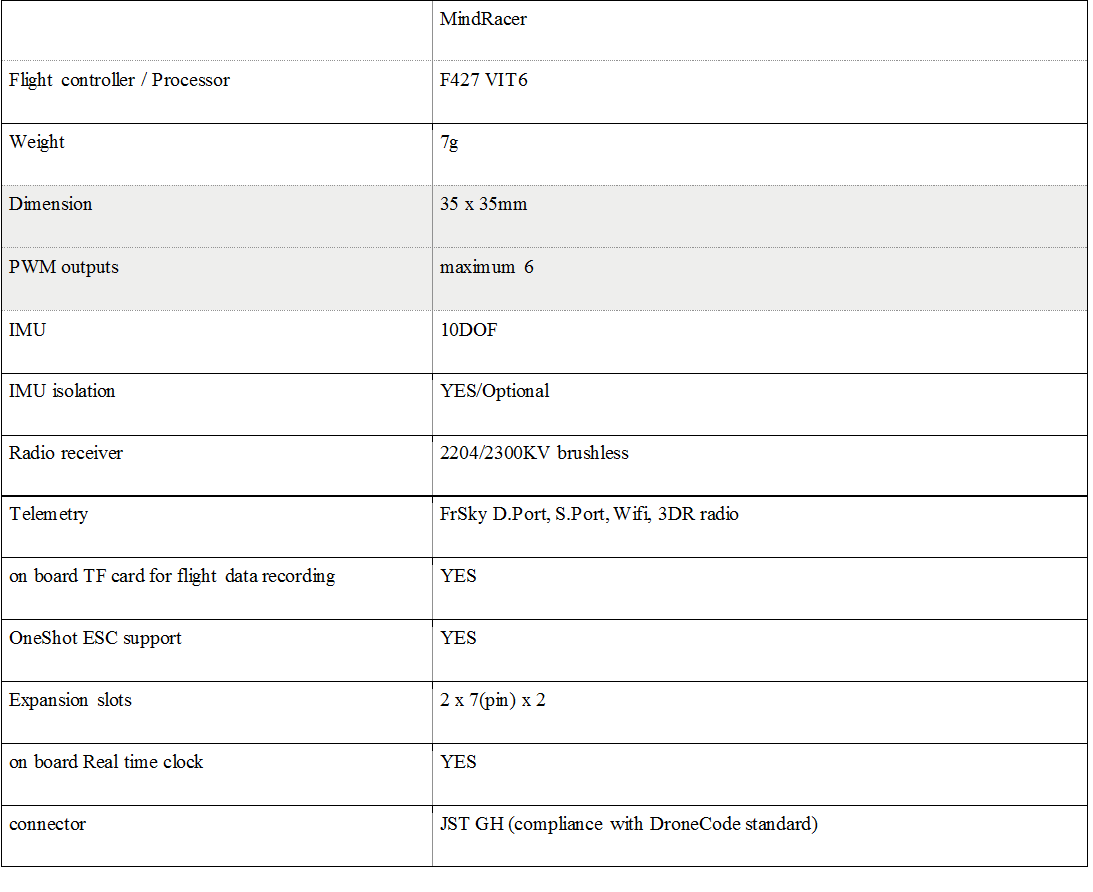 MindRacer
Flight controller / Processor F427 VIT6
Weight 7g
Dimension 35 x 35mm
PWM outputs maximum 6
IMU 10DOF
IMU isolation YES/Optional
Radio receiver 2204/2300KV brushless
Telemetry FrSky D.Port, S.Port, Wifi, 3DR radio
on board TF card for flight data recording YES
OneShot ESC support YES
Expansion slots 2 x 7(pin) x 2
on board Real time clock YES
connector JST GH (compliance with DroneCode standard)